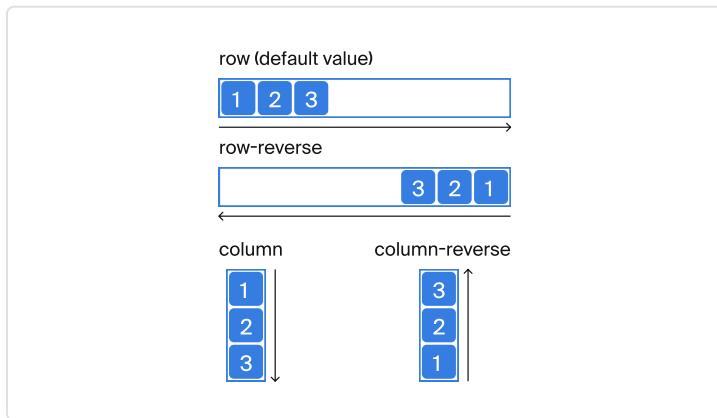 row (default value)
1 2 3
row-reverse
3 2 1
column
1
2
3
column-reverse
3
2
1